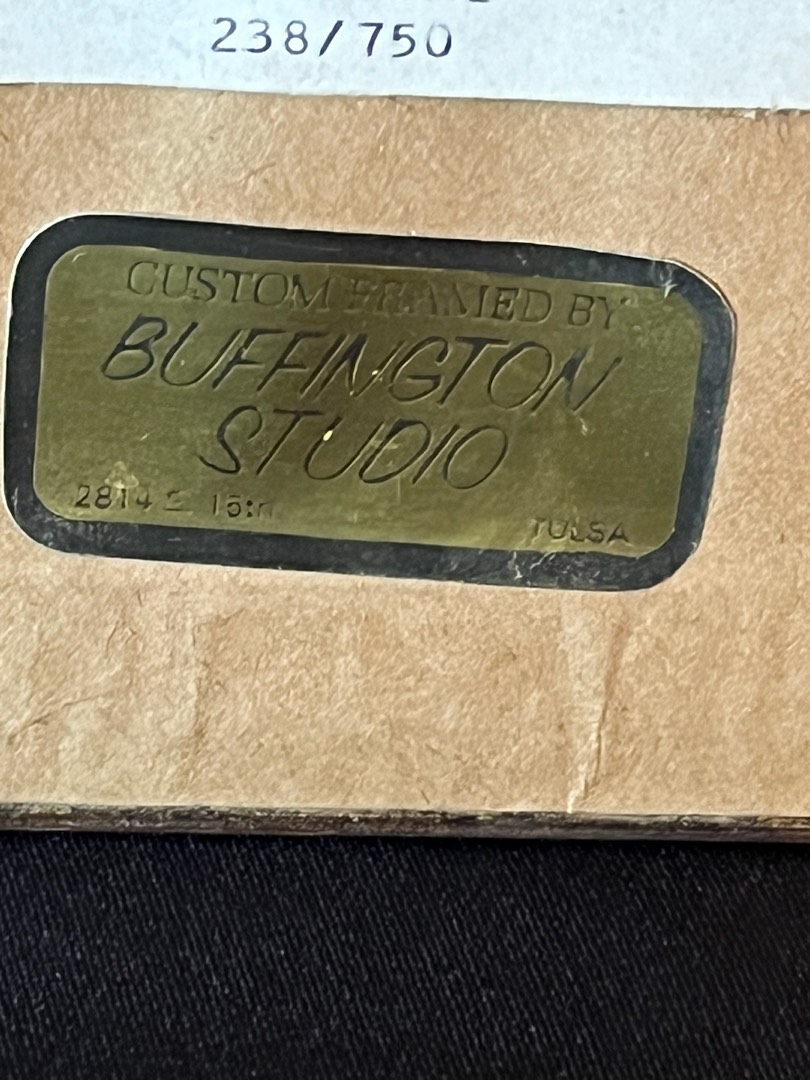 238/750
CUSTOM FRAMED BY
BUFFINGTON
STUDIO
2814 E 15th
TULSA